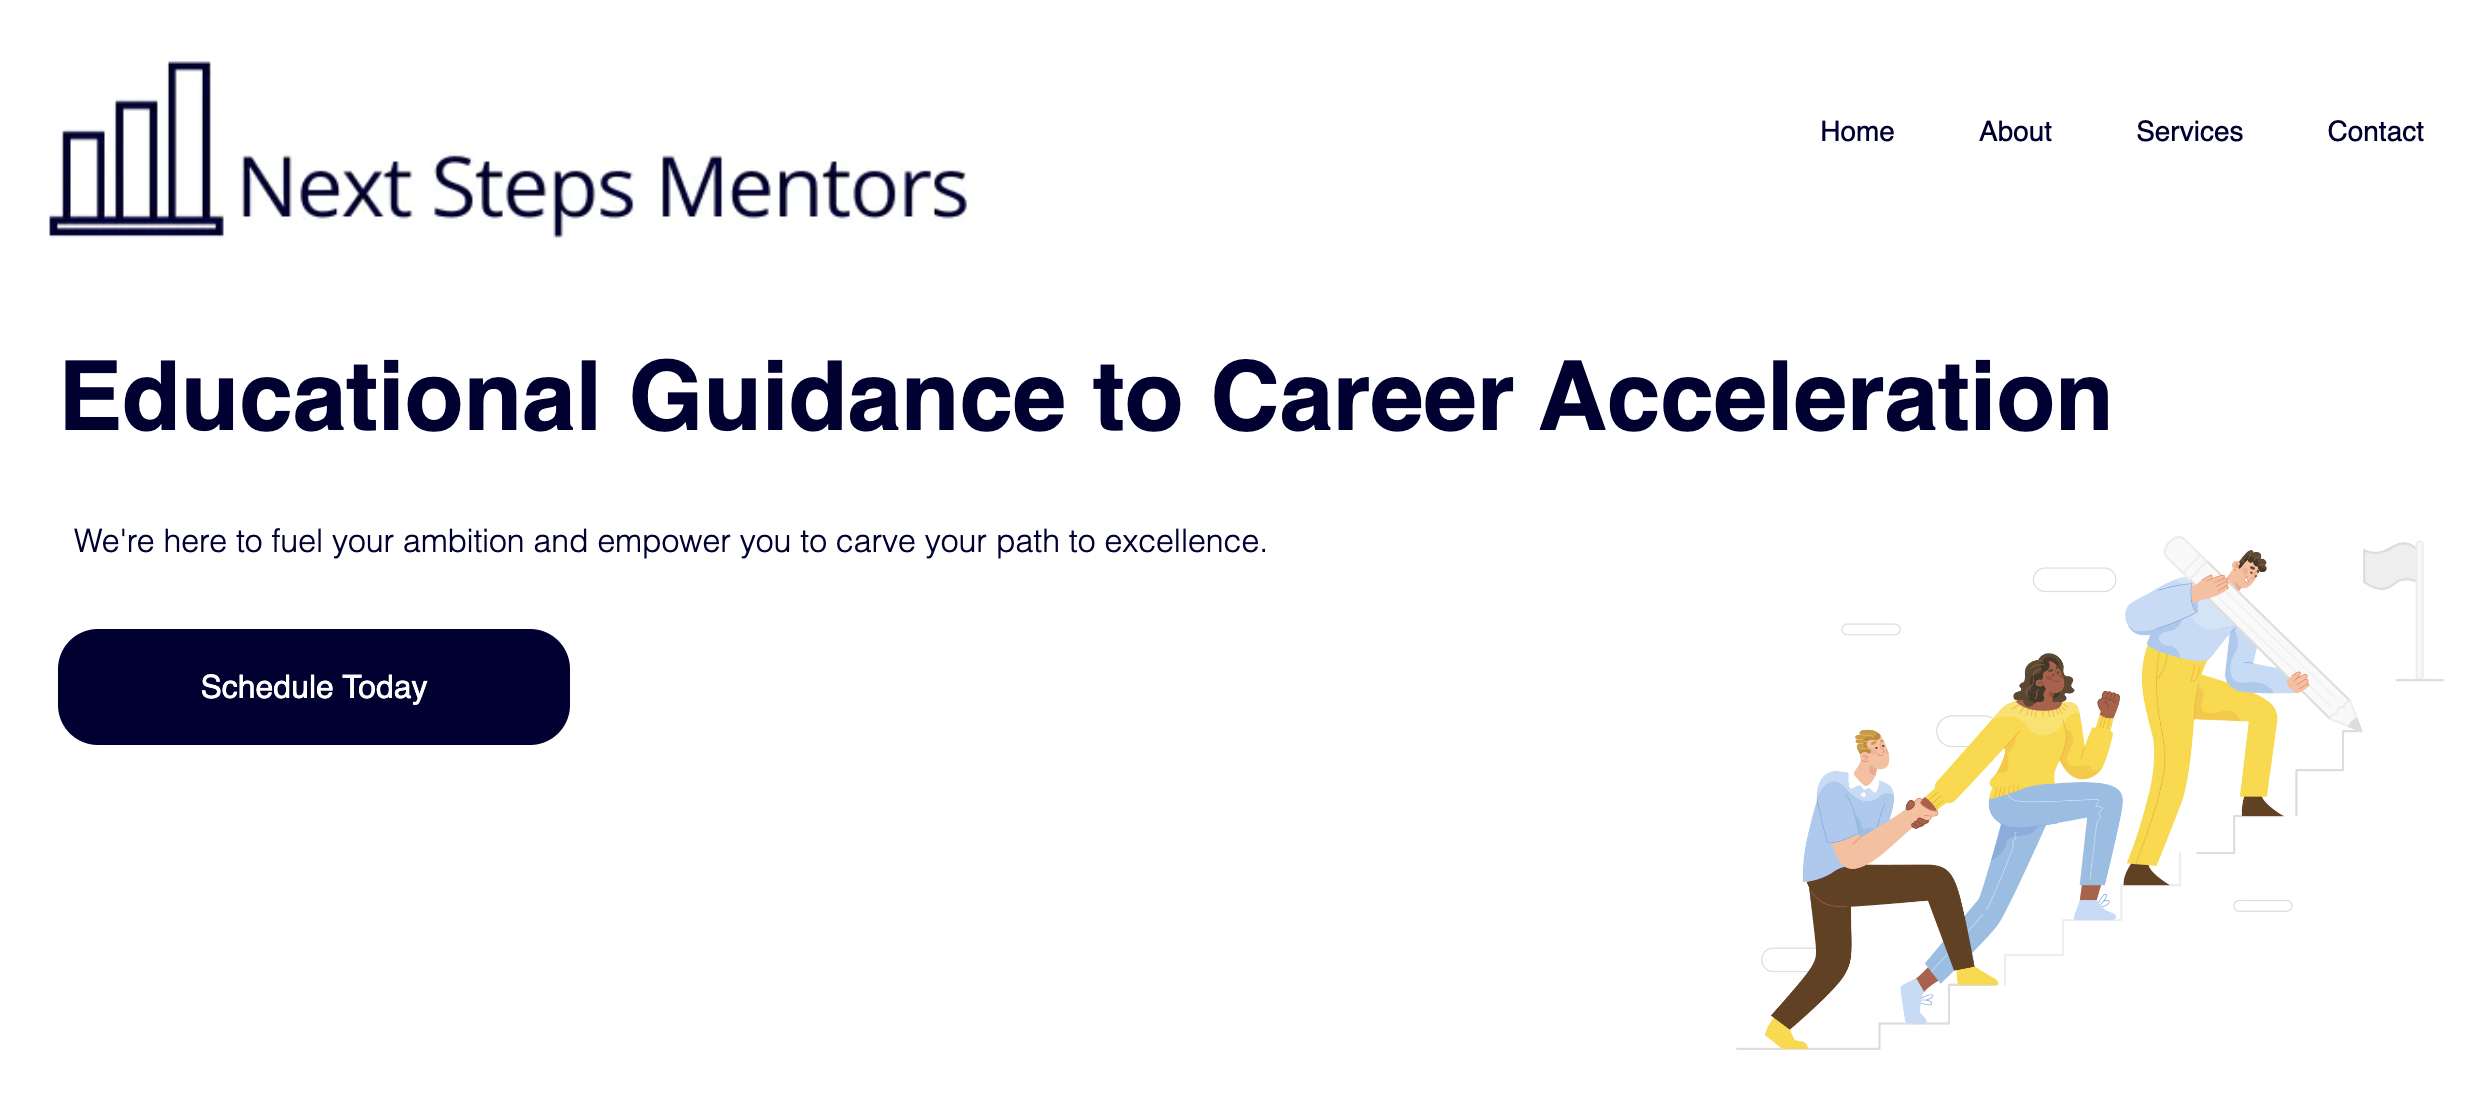 Next Steps Mentors
Home About Services Contact
Educational Guidance to Career Acceleration
We're here to fuel your ambition and empower you to carve your path to excellence.
Schedule Today